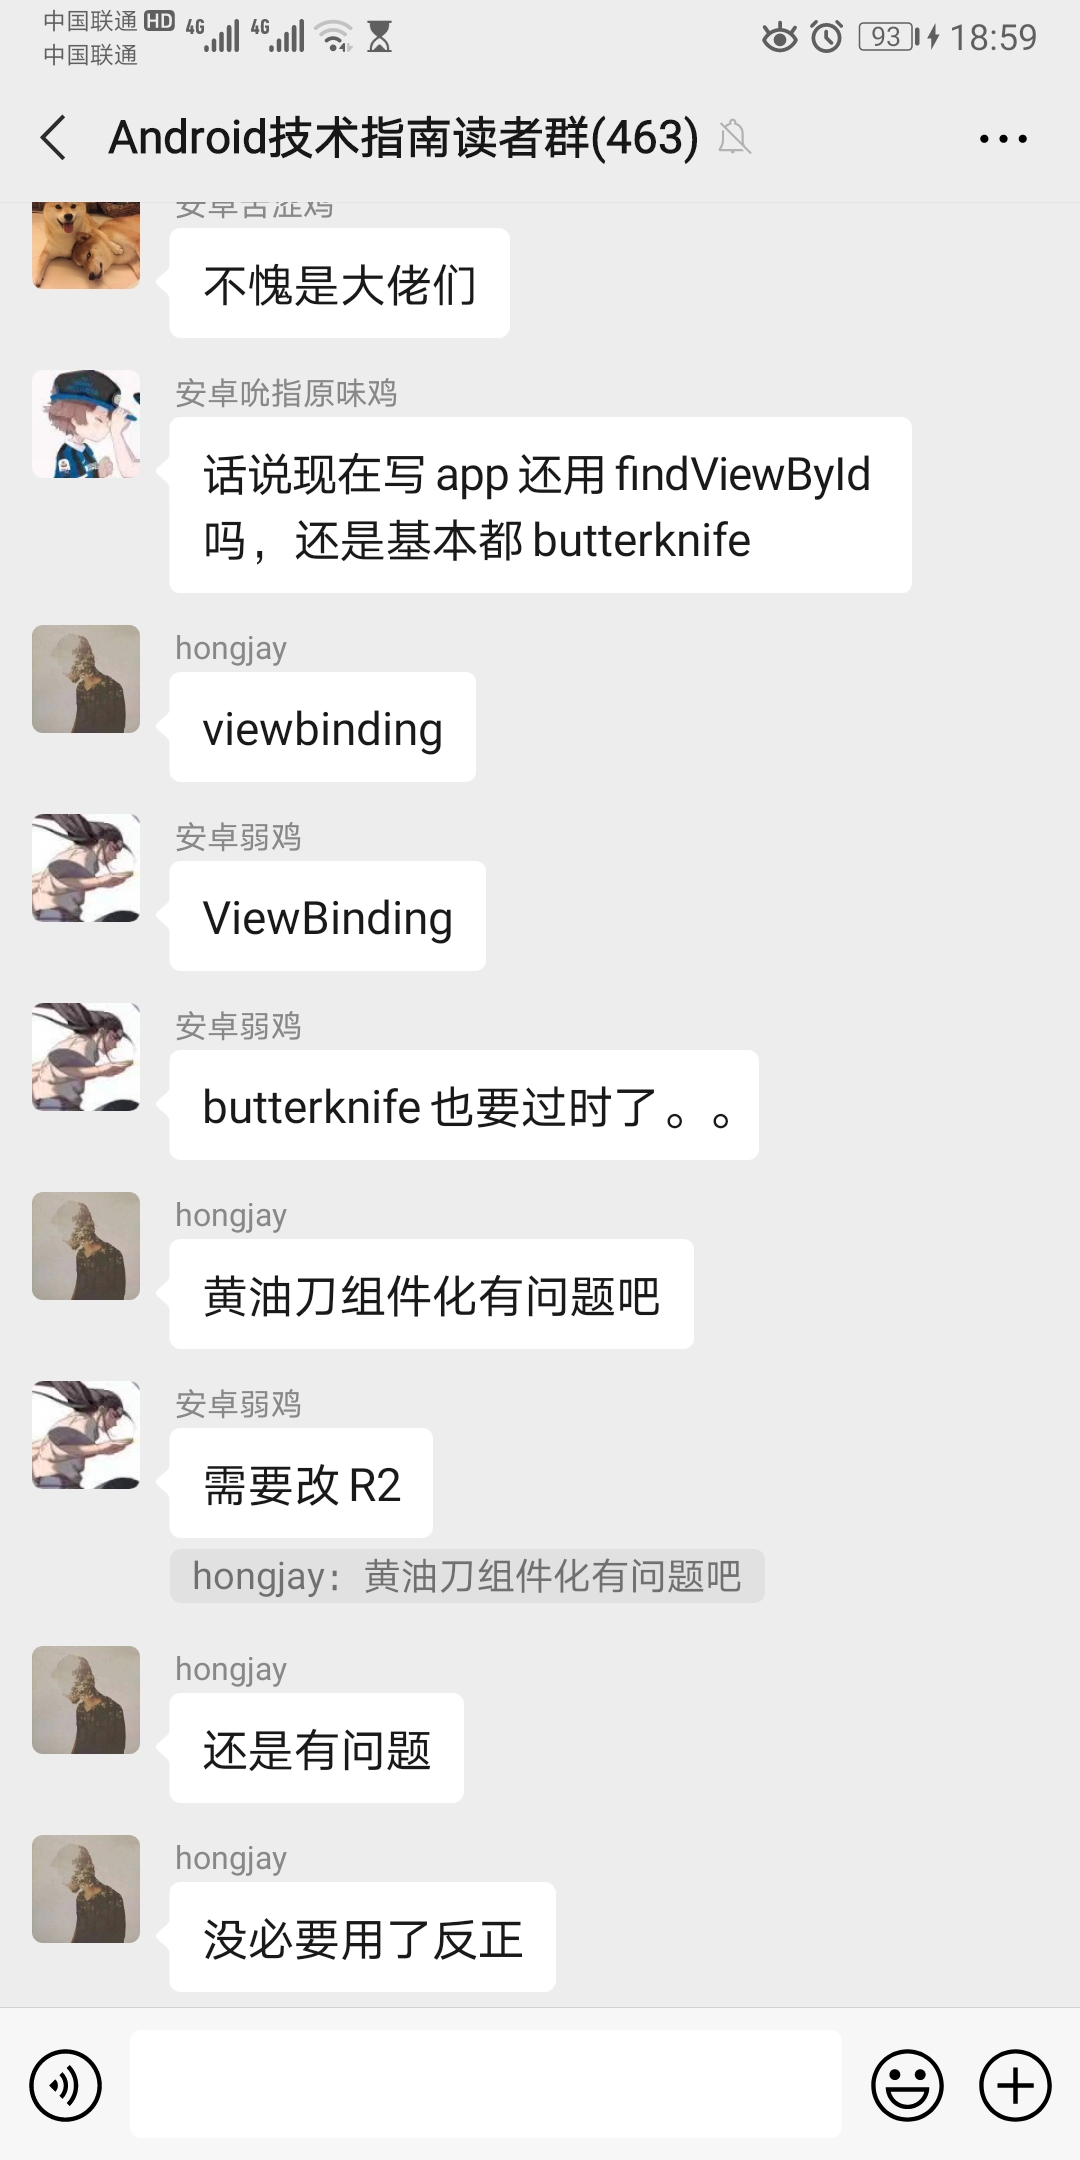 中国联通 HD 4G 4G 93 18:59
中国联通
Android技术指南读者群(463)
安卓苦涩鸡
不愧是大佬们
安卓吮指原味鸡
话说现在写 app 还用 findViewById
吗，还是基本都 butterknife
hongjay
viewbinding
安卓弱鸡
ViewBinding
安卓弱鸡
butterknife 也要过时了。。
hongjay
黄油刀组件化有问题吧
安卓弱鸡
需要改 R2
hongjay：黄油刀组件化有问题吧
hongjay
还是有问题
hongjay
没必要用了反正